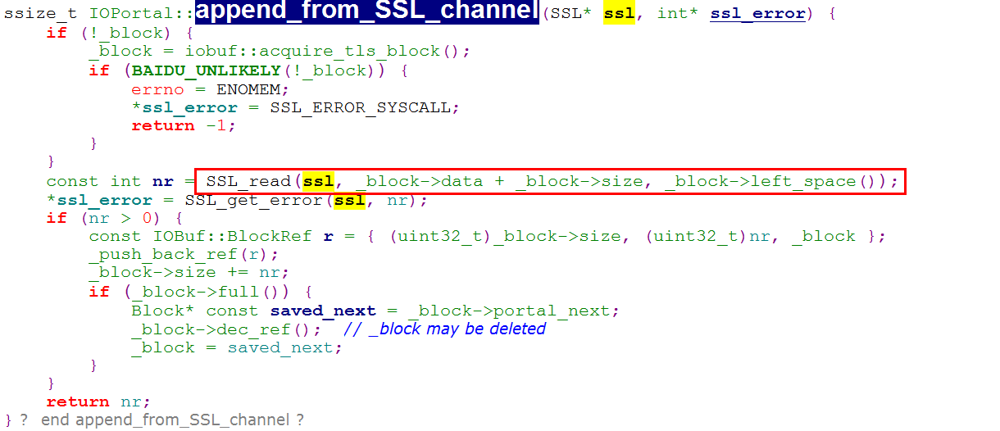 ssize_t IOPortal::append_from_SSL_channel(SSL* ssl, int* ssl_error) {
    if (!_block) {
        _block = iobuf::acquire_tls_block();
        if (BAIDU_UNLIKELY(!_block)) {
            errno = ENOMEM;
            *ssl_error = SSL_ERROR_SYSCALL;
            return -1;
        }
    }
    const int nr = SSL_read(ssl, _block->data + _block->size, _block->left_space());
    *ssl_error = SSL_get_error(ssl, nr);
    if (nr > 0) {
        const IOBuf::BlockRef r = { (uint32_t)_block->size, (uint32_t)nr, _block };
        _push_back_ref(r);
        _block->size += nr;
        if (_block->full()) {
            Block* const saved_next = _block->portal_next;
            _block->dec_ref();  // _block may be deleted
            _block = saved_next;
        }
    }
    return nr;
} ? end append_from_SSL_channel ?